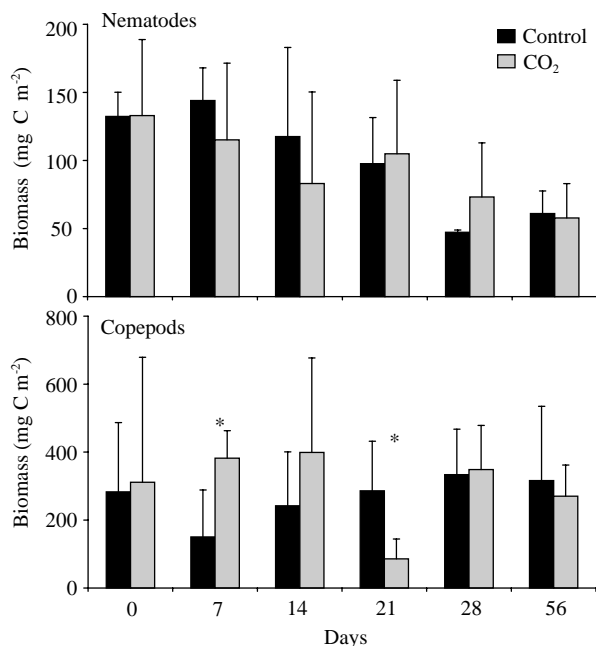 Nematodes
Control
CO₂
200
150
100
50
0
Biomass (mg C m⁻²)
Copepods
800
600
400
200
0
Biomass (mg C m⁻²)
*
*
0 7 14 21 28 56
Days